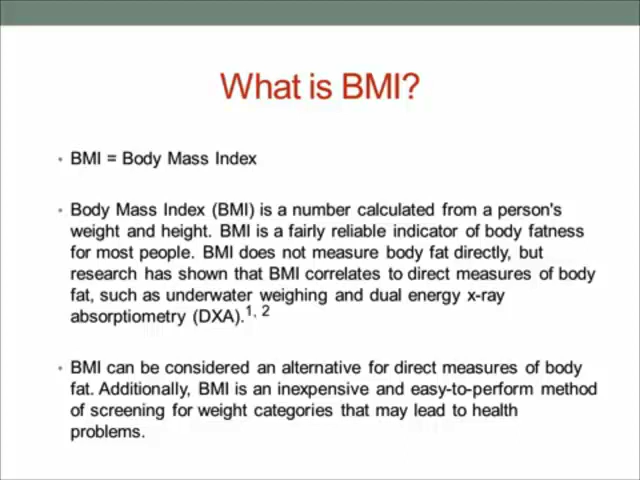 What is BMI?
• BMI = Body Mass Index
• Body Mass Index (BMI) is a number calculated from a person's
weight and height. BMI is a fairly reliable indicator of body fatness
for most people. BMI does not measure body fat directly, but
research has shown that BMI correlates to direct measures of body
fat, such as underwater weighing and dual energy x-ray
absorptiometry (DXA).1, 2
• BMI can be considered an alternative for direct measures of body
fat. Additionally, BMI is an inexpensive and easy-to-perform method
of screening for weight categories that may lead to health
problems.